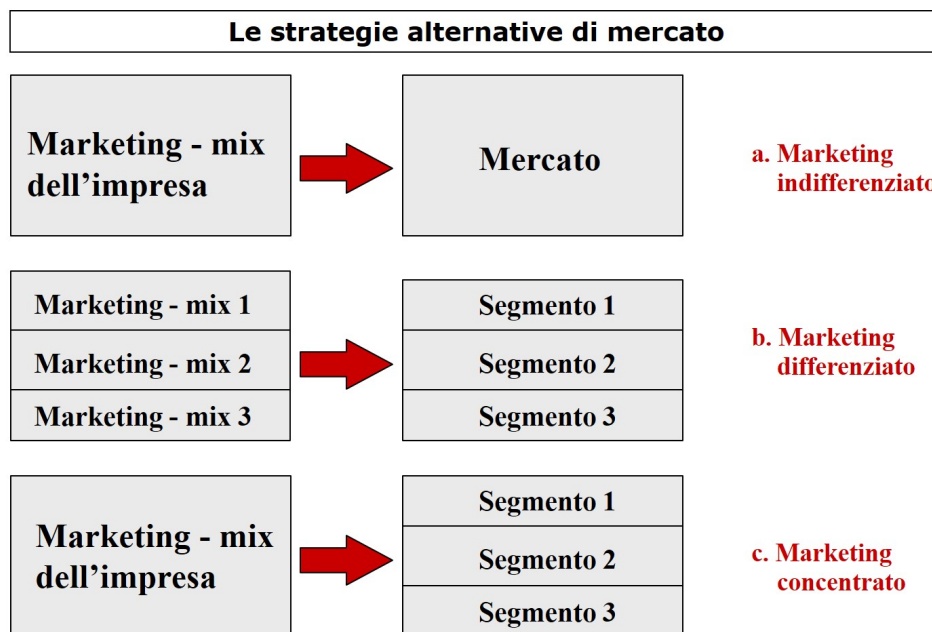 Le strategie alternative di mercato
Marketing - mix
dell’impresa
Mercato
a. Marketing
indifferenziato
Marketing - mix 1
Marketing - mix 2
Marketing - mix 3
Segmento 1
Segmento 2
Segmento 3
b. Marketing
differenziato
Marketing - mix
dell’impresa
Segmento 1
Segmento 2
Segmento 3
c. Marketing
concentrato